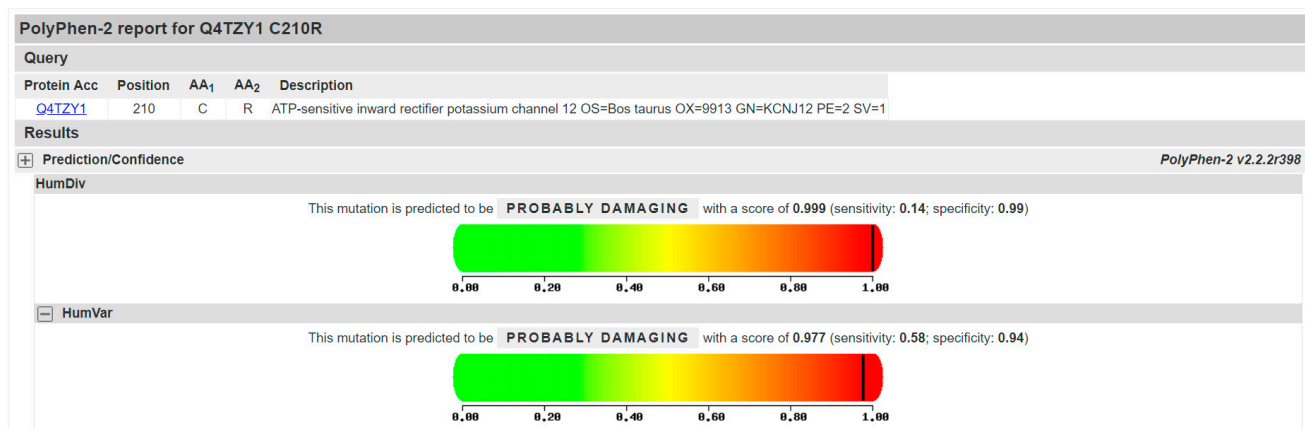 PolyPhen-2 report for Q4TZY1 C210R
Query
Protein Acc Position AA1 AA2 Description
Q4TZY1 210 C R ATP-sensitive inward rectifier potassium channel 12 OS=Bos taurus OX=9913 GN=KCNJ12 PE=2 SV=1
Results
Prediction/Confidence PolyPhen-2 v2.2.2r398
HumDiv
This mutation is predicted to be PROBABLY DAMAGING with a score of 0.999 (sensitivity: 0.14; specificity: 0.99)
0.00 0.20 0.40 0.60 0.80 1.00
HumVar
This mutation is predicted to be PROBABLY DAMAGING with a score of 0.977 (sensitivity: 0.58; specificity: 0.94)
0.00 0.20 0.40 0.60 0.80 1.00